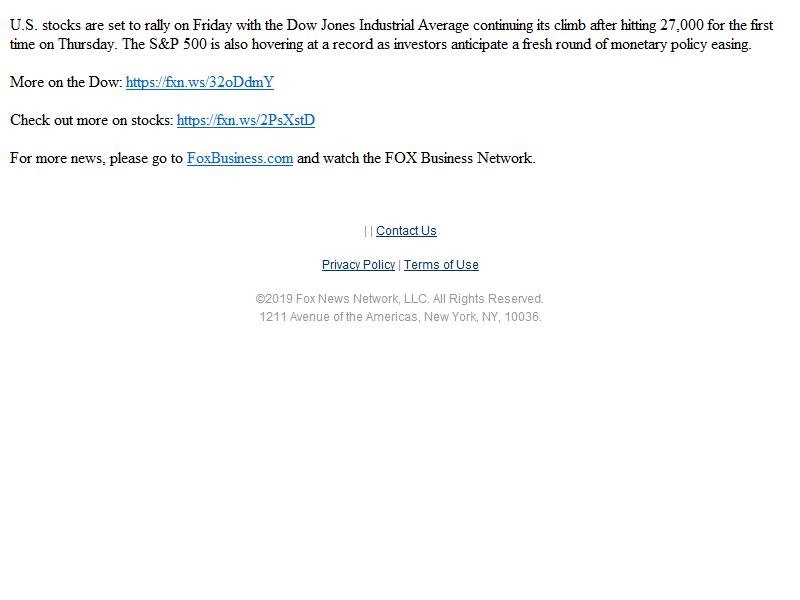 U.S. stocks are set to rally on Friday with the Dow Jones Industrial Average continuing its climb after hitting 27,000 for the first
time on Thursday. The S&P 500 is also hovering at a record as investors anticipate a fresh round of monetary policy easing.
More on the Dow: https://fxn.ws/32oDdmY
Check out more on stocks: https://fxn.ws/2PsXstD
For more news, please go to FoxBusiness.com and watch the FOX Business Network.
| | Contact Us
Privacy Policy | Terms of Use
©2019 Fox News Network, LLC. All Rights Reserved.
1211 Avenue of the Americas, New York, NY, 10036.